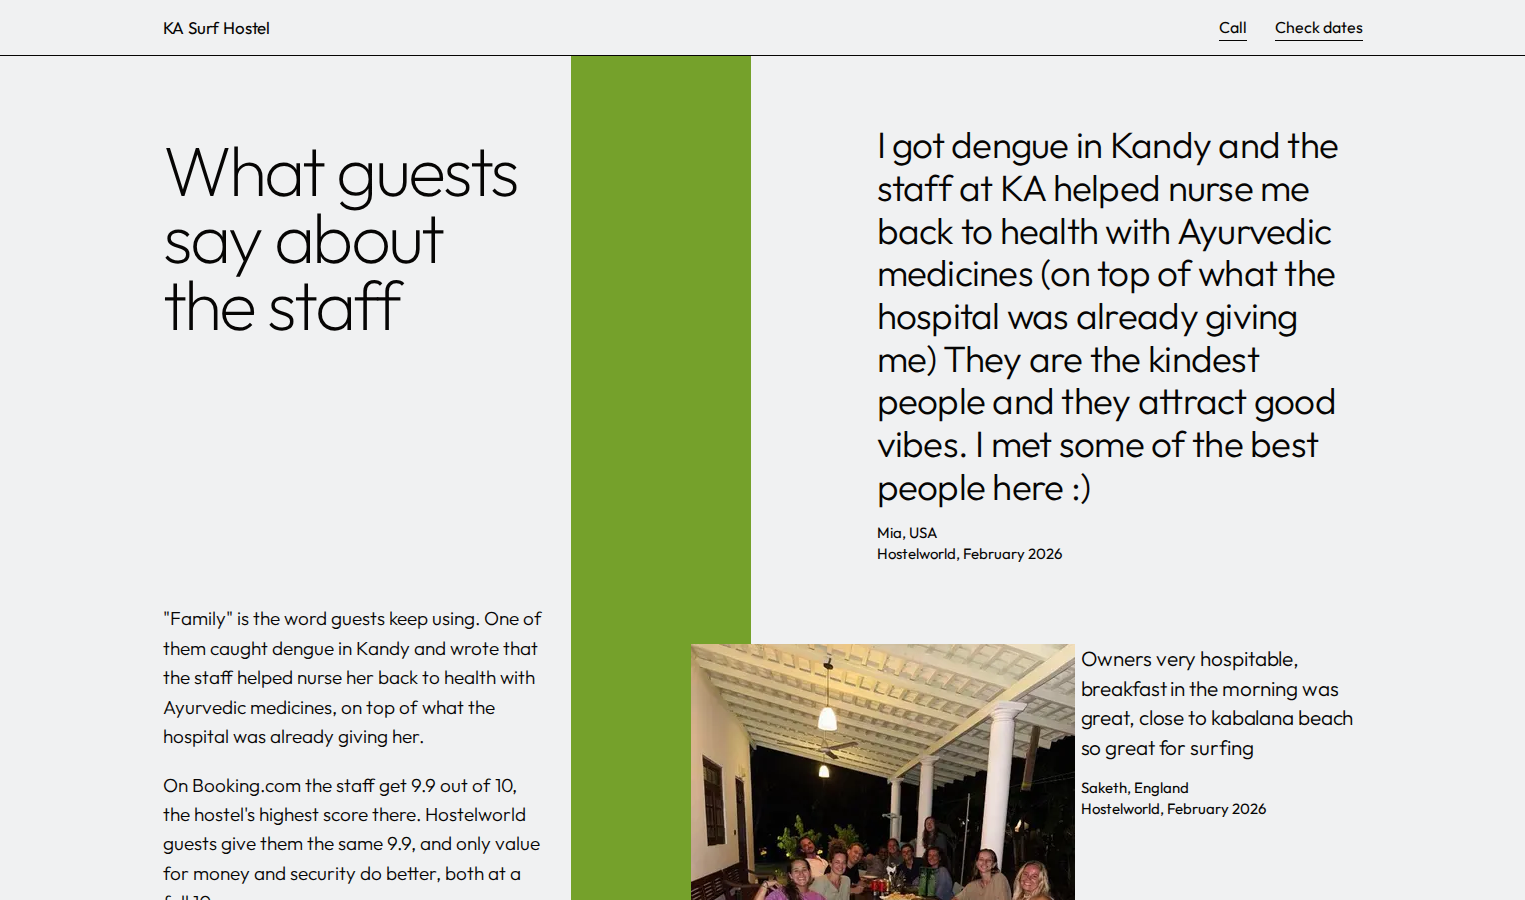 KA Surf Hostel
Call
Check dates
What guests
say about
the staff
I got dengue in Kandy and the
staff at KA helped nurse me
back to health with Ayurvedic
medicines (on top of what the
hospital was already giving
me) They are the kindest
people and they attract good
vibes. I met some of the best
people here :)
Mia, USA
Hostelworld, February 2026
"Family" is the word guests keep using. One of
them caught dengue in Kandy and wrote that
the staff helped nurse her back to health with
Ayurvedic medicines, on top of what the
hospital was already giving her.
On Booking.com the staff get 9.9 out of 10,
the hostel's highest score there. Hostelworld
guests give them the same 9.9, and only value
for money and security do better, both at a
Owners very hospitable,
breakfast in the morning was
great, close to kabalana beach
so great for surfing
Saketh, England
Hostelworld, February 2026